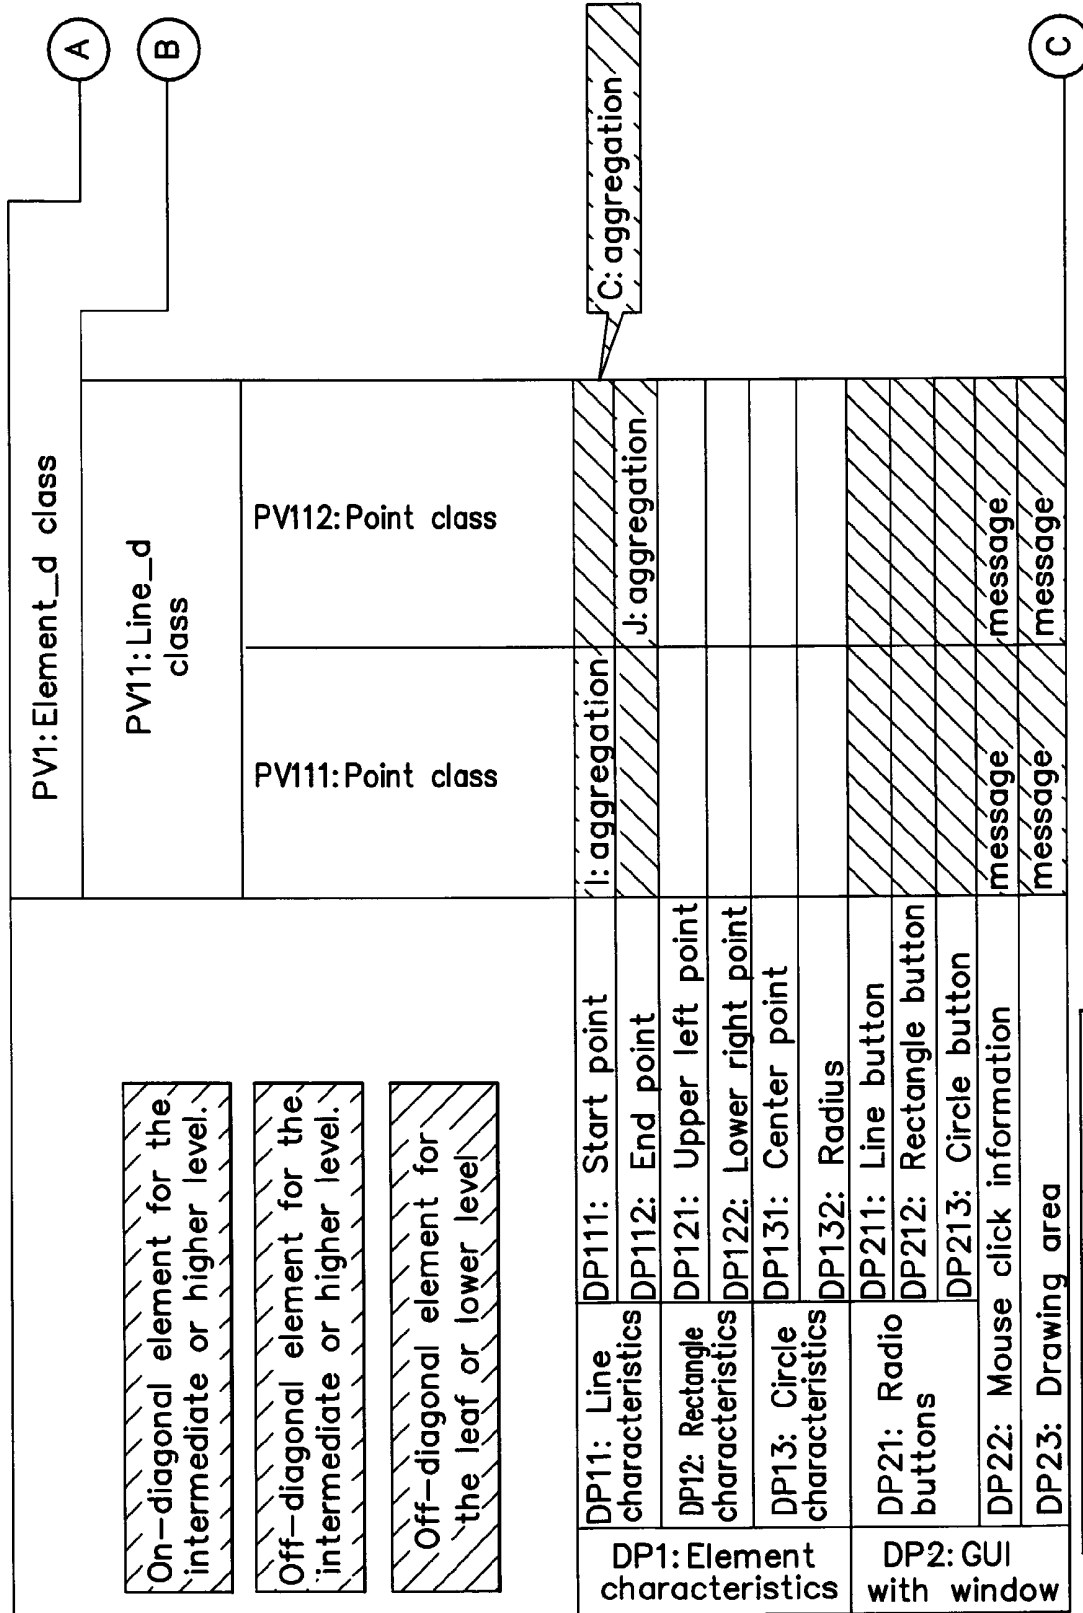 A
B
PV1:Element_d class
PV11:Line_d
class
PV111:Point class
PV112:Point class
On-diagonal element for the
intermediate or higher level.
Off-diagonal element for the
intermediate or higher level.
Off-diagonal element for
the leaf or lower level
C: aggregation
DP1:Element
characteristics
DP11: Line
characteristics
DP111: Start point
I: aggregation
DP112: End point
J: aggregation
DP12: Rectangle
characteristics
DP121: Upper left point
DP122: Lower right point
DP13: Circle
characteristics
DP131: Center point
DP132: Radius
DP2: GUI
with window
DP21: Radio
buttons
DP211: Line button
DP212: Rectangle button
DP213: Circle button
DP22: Mouse click information
message
message
DP23: Drawing area
message
message
C